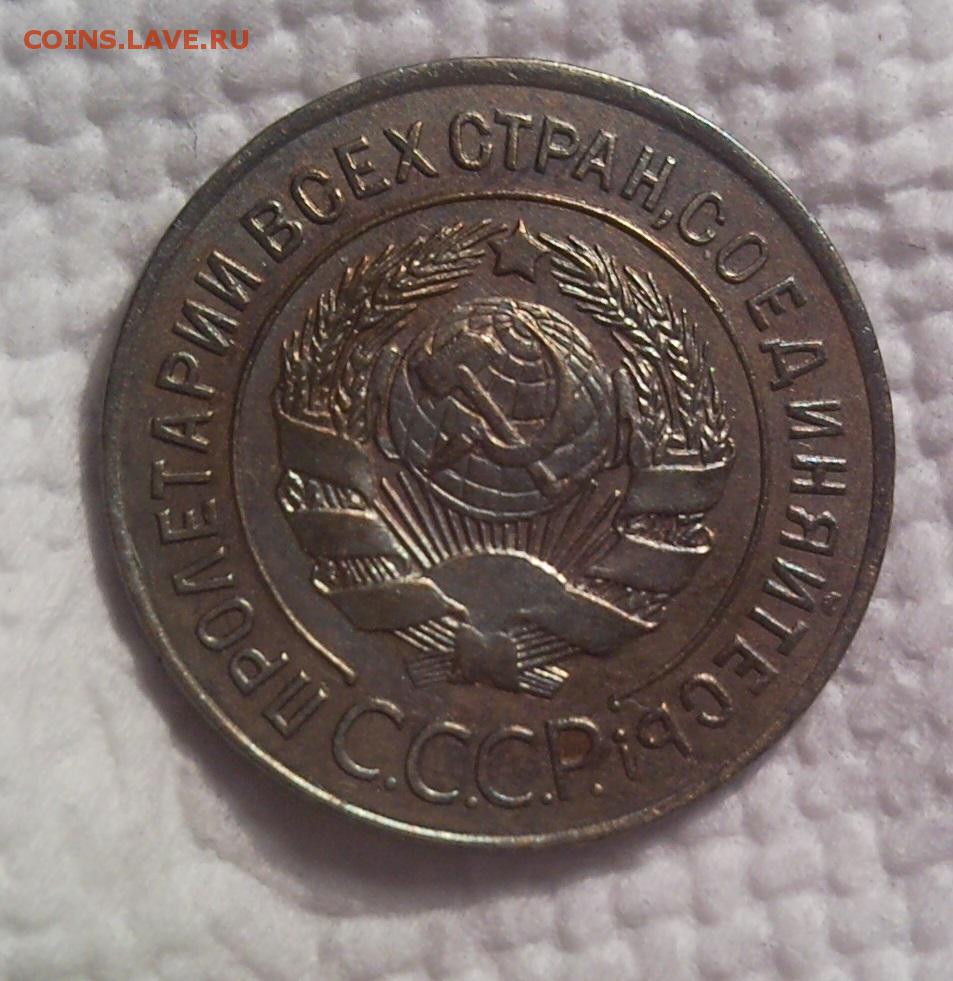 COINS.LAVE.RU
ПРОЛЕТАРИИ ВСЕХ СТРАН, СОЕДИНЯЙТЕСЬ!
С.С.С.Р.